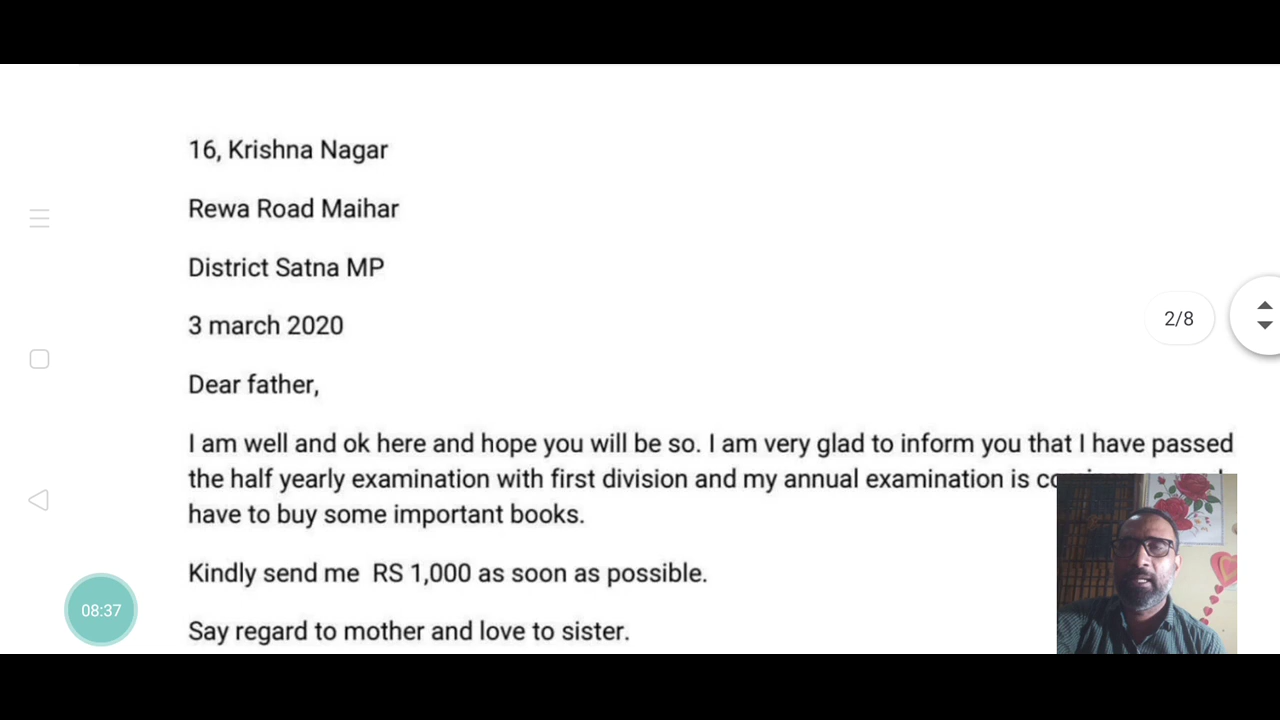 16, Krishna Nagar
Rewa Road Maihar
District Satna MP
3 march 2020
2/8
Dear father,
I am well and ok here and hope you will be so. I am very glad to inform you that I have passed
the half yearly examination with first division and my annual examination is
have to buy some important books.
Kindly send me RS 1,000 as soon as possible.
08:37
Say regard to mother and love to sister.